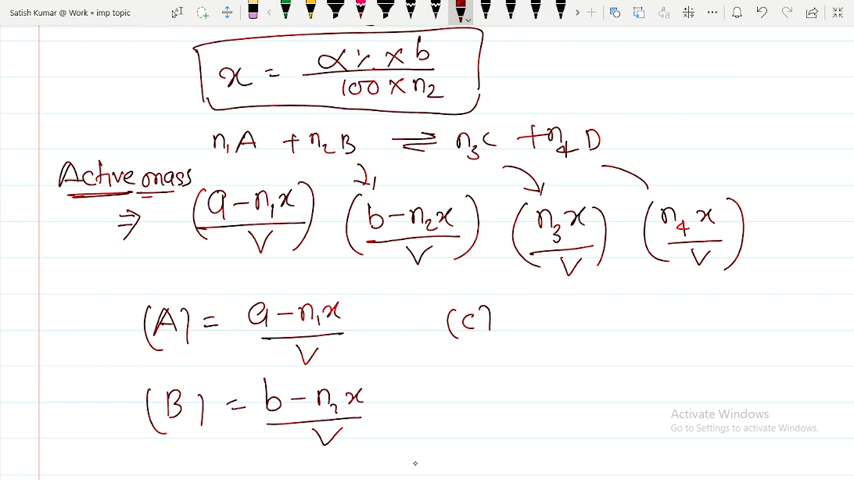 Satish Kumar @ Work » imp topic
x = α% × b / 100 × n₂
n₁A + n₂B ⇌ n₃C + n₄D
Active mass
⇒ (a − n₁x / V) (b − n₂x / V) (n₃x / V) (n₄x / V)
[A] = a − n₁x / V [C]
[B] = b − n₂x / V
Activate Windows
Go to Settings to activate Windows.